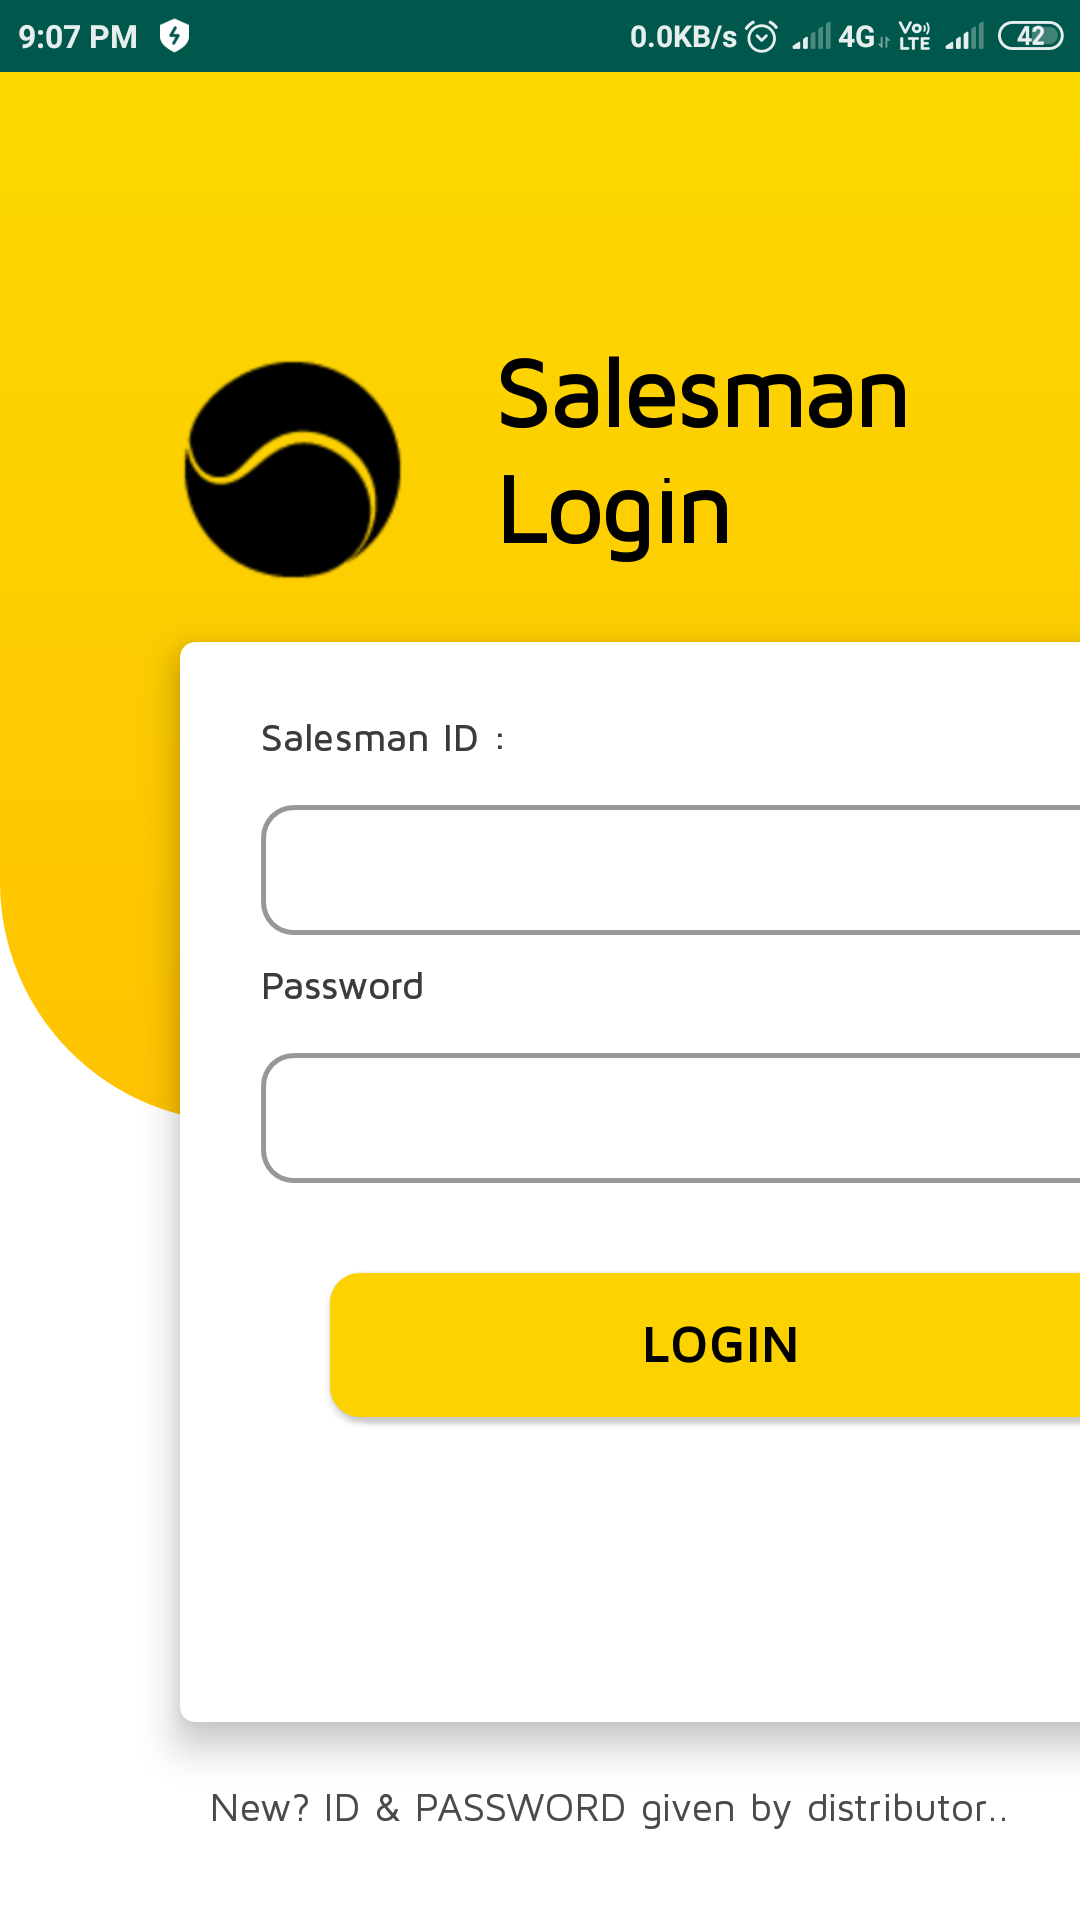 9:07 PM 0.0KB/s 4G Vo LTE 42
Salesman
Login
Salesman ID :
Password
LOGIN
New? ID & PASSWORD given by distributor..